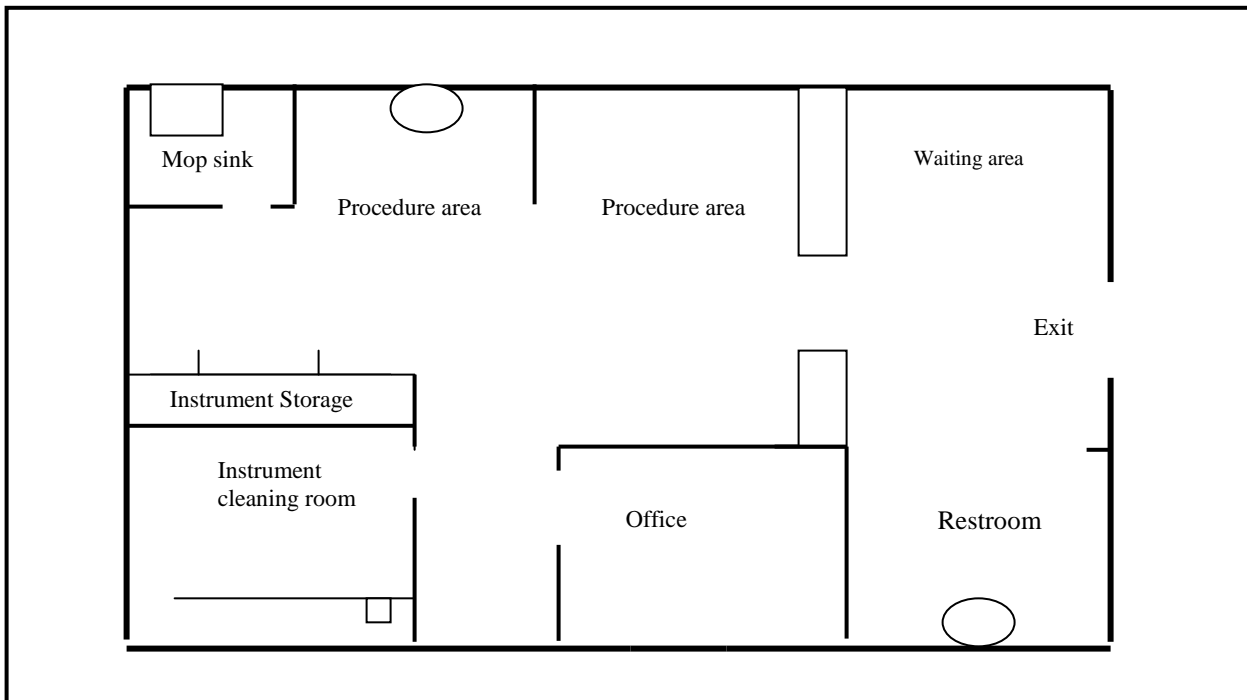 Mop sink
Waiting area
Procedure area
Procedure area
Exit
Instrument Storage
Instrument
cleaning room
Office
Restroom